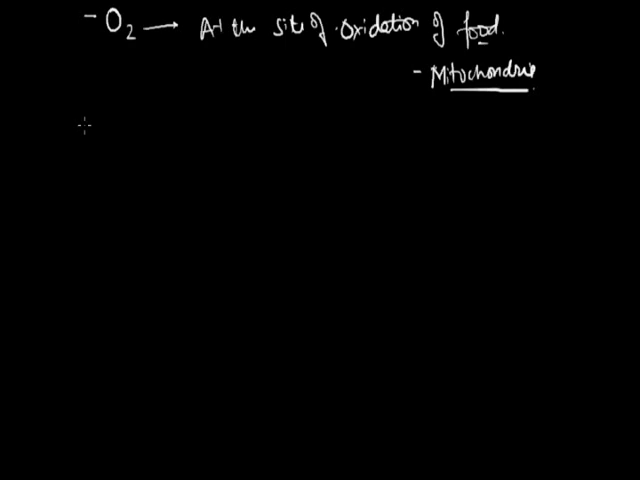 - O₂ → At the site of oxidation of food.
- Mitochondria